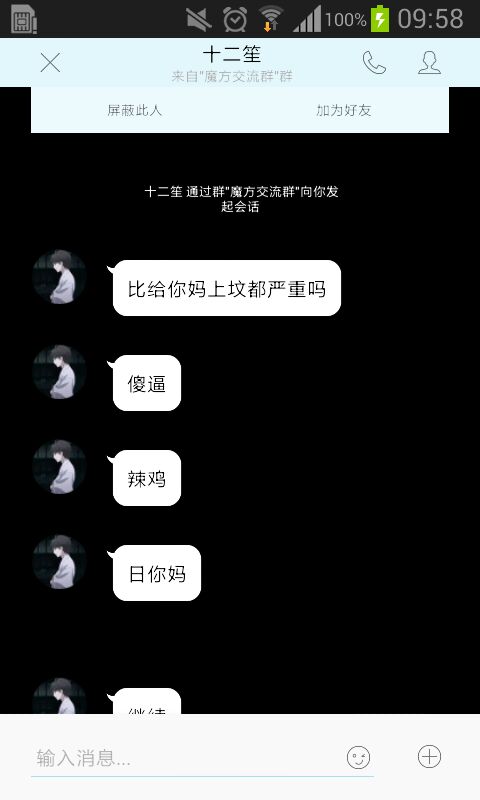 100% 09:58
十二笙
来自"魔方交流群"群
屏蔽此人 加为好友
十二笙 通过群"魔方交流群"向你发
起会话
比给你妈上坟都严重吗
傻逼
辣鸡
日你妈
继续
输入消息...